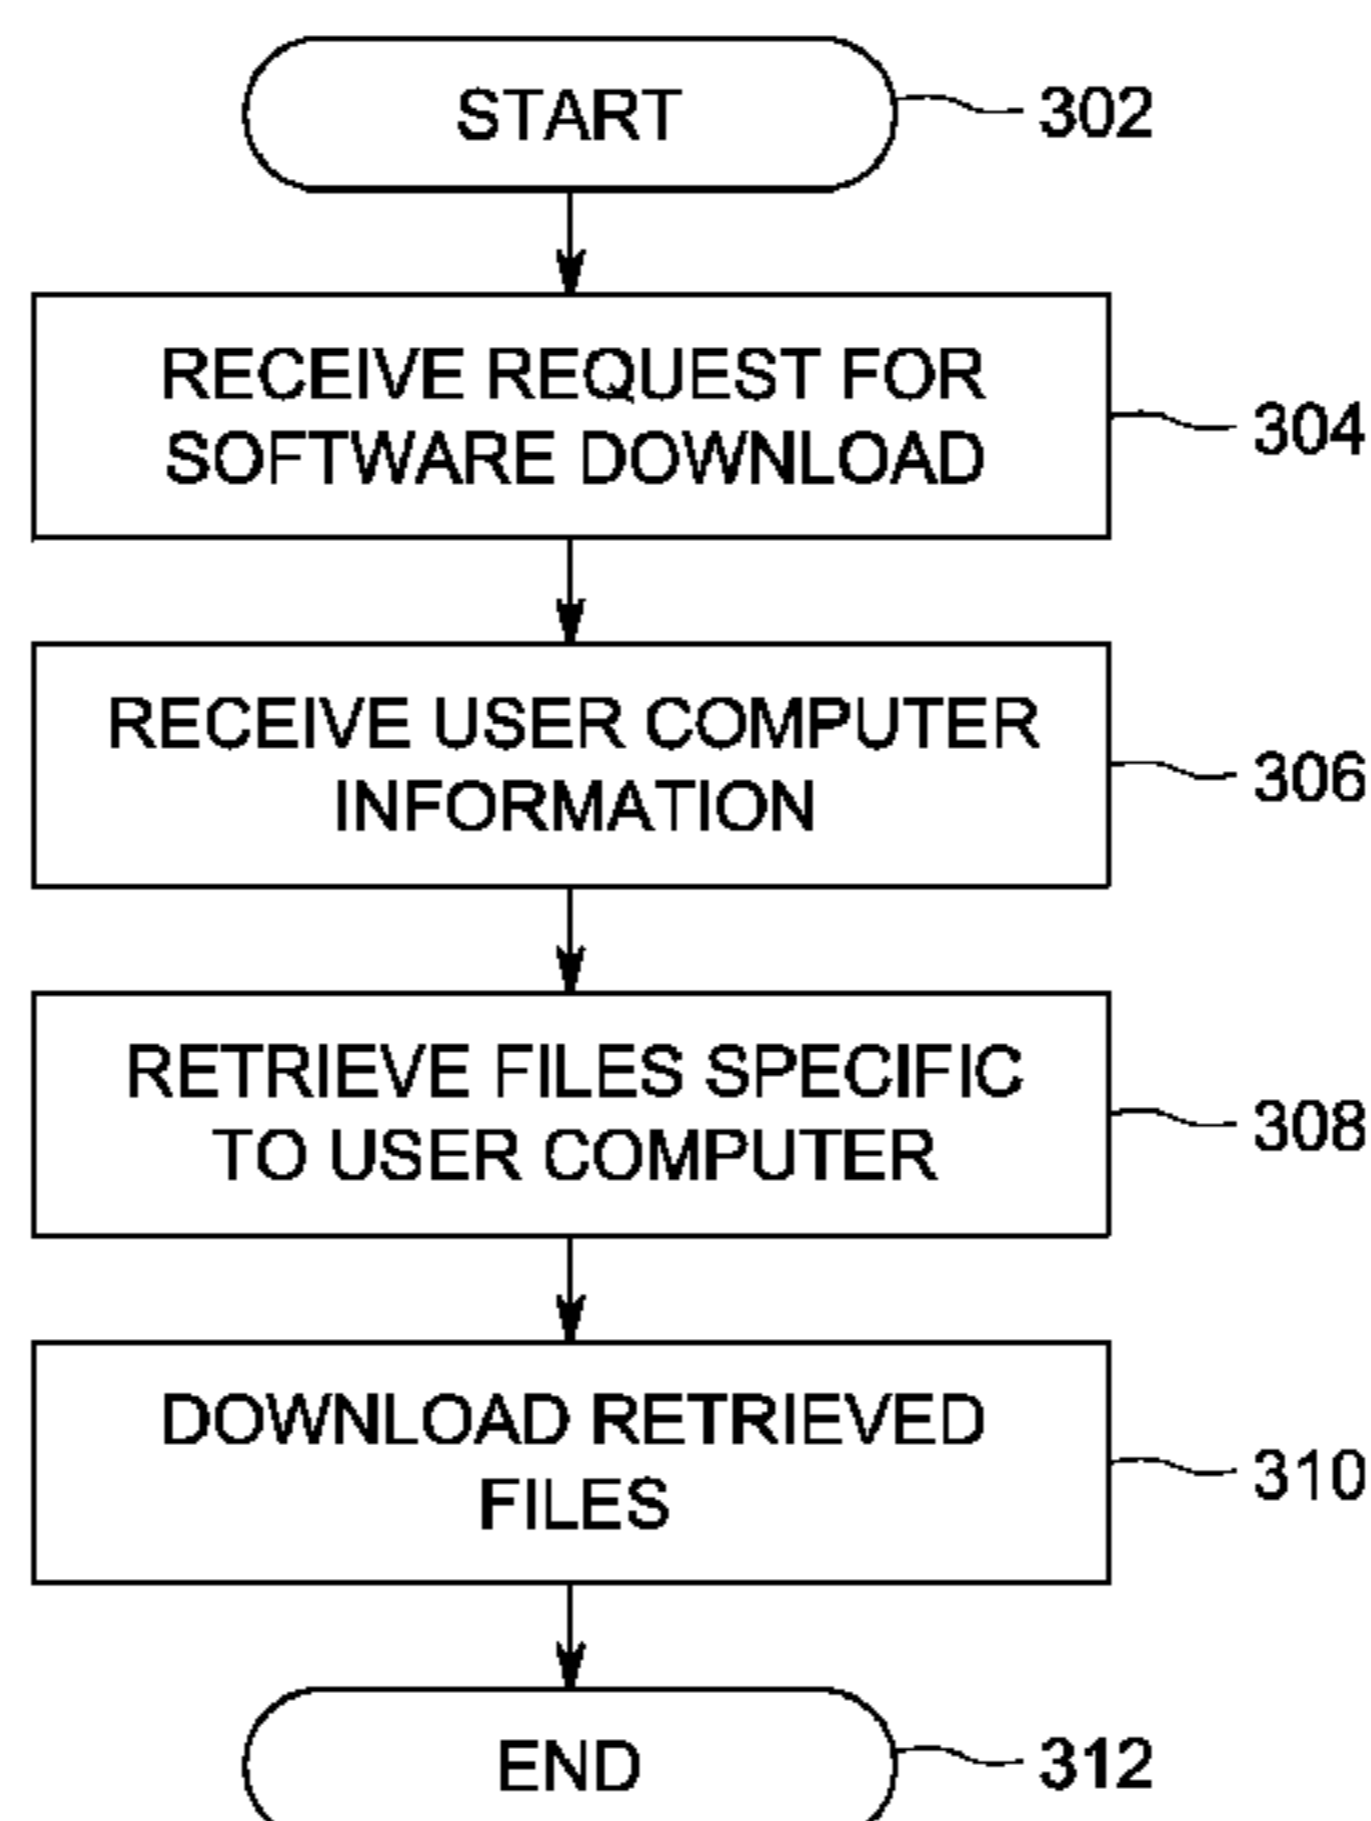 START
302
RECEIVE REQUEST FOR
SOFTWARE DOWNLOAD
304
RECEIVE USER COMPUTER
INFORMATION
306
RETRIEVE FILES SPECIFIC
TO USER COMPUTER
308
DOWNLOAD RETRIEVED
FILES
310
END
312